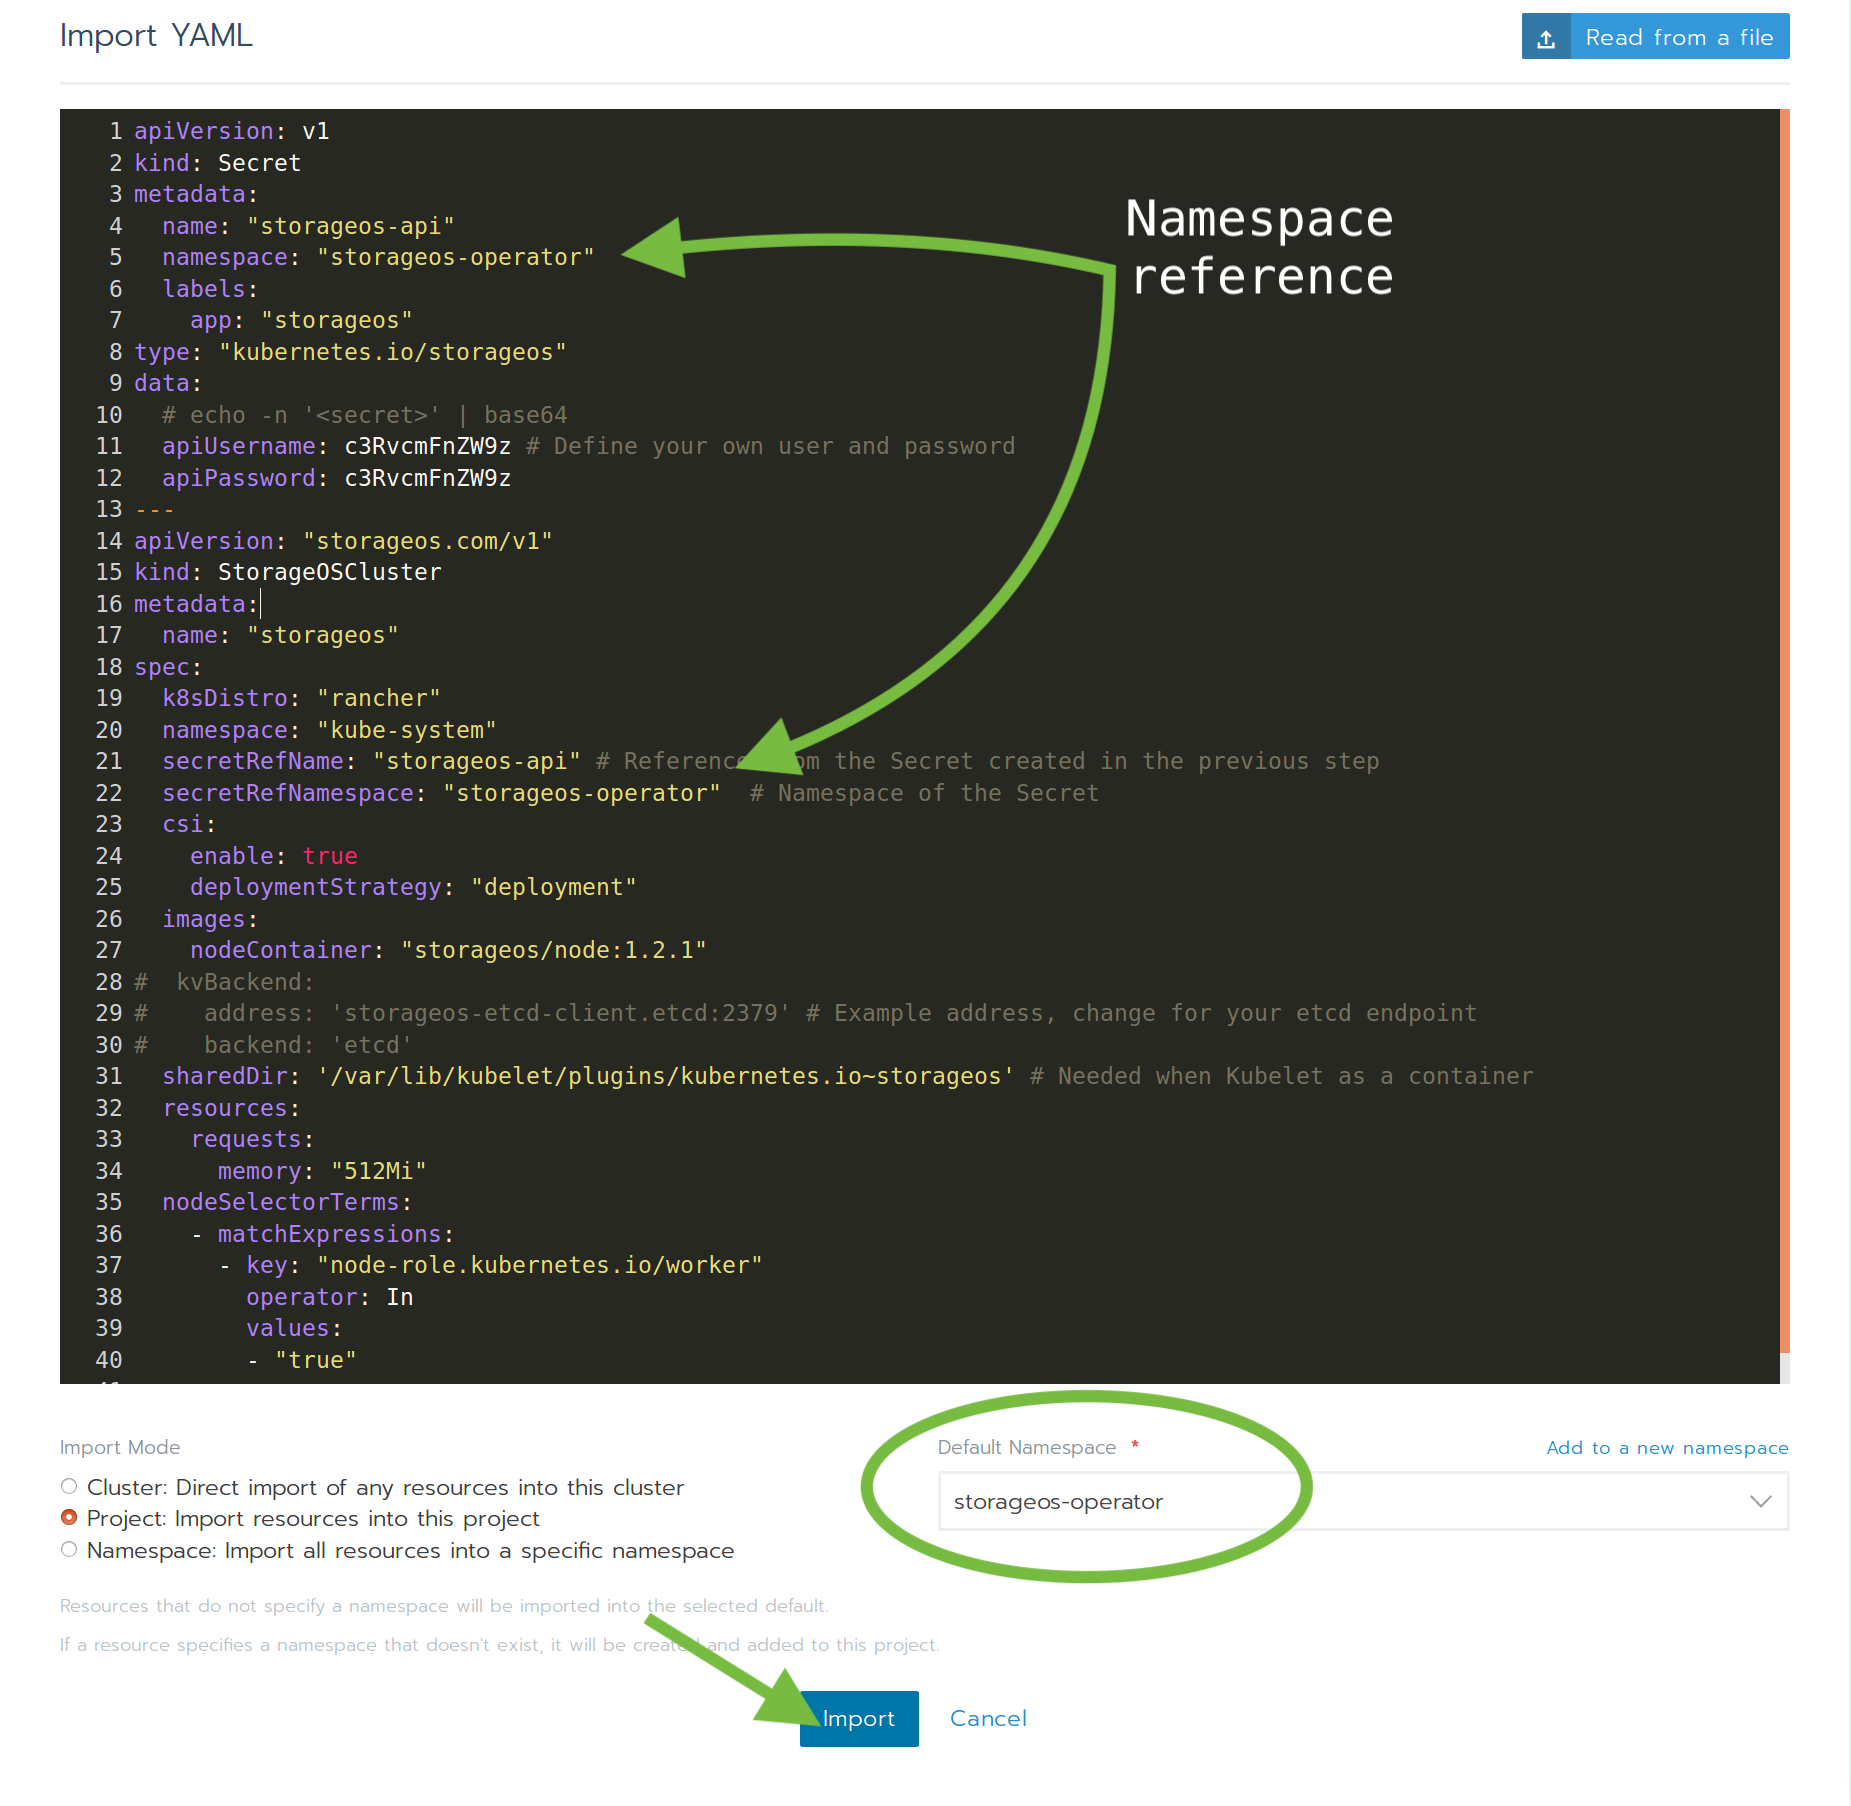 Import YAML
Read from a file
1 apiVersion: v1
2 kind: Secret
3 metadata:
4   name: "storageos-api"
5   namespace: "storageos-operator"
6   labels:
7     app: "storageos"
8 type: "kubernetes.io/storageos"
9 data:
10   # echo -n '<secret>' | base64
11   apiUsername: c3RvcmFnZW9z # Define your own user and password
12   apiPassword: c3RvcmFnZW9z
13 ---
14 apiVersion: "storageos.com/v1"
15 kind: StorageOSCluster
16 metadata:
17   name: "storageos"
18 spec:
19   k8sDistro: "rancher"
20   namespace: "kube-system"
21   secretRefName: "storageos-api" # the Secret created in the previous step
22   secretRefNamespace: "storageos-operator"  # Namespace of the Secret
23   csi:
24     enable: true
25     deploymentStrategy: "deployment"
26   images:
27     nodeContainer: "storageos/node:1.2.1"
28 #  kvBackend:
29 #    address: 'storageos-etcd-client.etcd:2379' # Example address, change for your etcd endpoint
30 #    backend: 'etcd'
31   sharedDir: '/var/lib/kubelet/plugins/kubernetes.io~storageos' # Needed when Kubelet as a container
32   resources:
33     requests:
34       memory: "512Mi"
35   nodeSelectorTerms:
36     - matchExpressions:
37       - key: "node-role.kubernetes.io/worker"
38         operator: In
39         values:
40         - "true"
Namespace
reference
Import Mode
Cluster: Direct import of any resources into this cluster
Project: Import resources into this project
Namespace: Import all resources into a specific namespace
Resources that do not specify a namespace will be imported into the selected default.
If a resource specifies a namespace that doesn't exist, it will be created and added to this project.
Default Namespace *
Add to a new namespace
storageos-operator
Import
Cancel